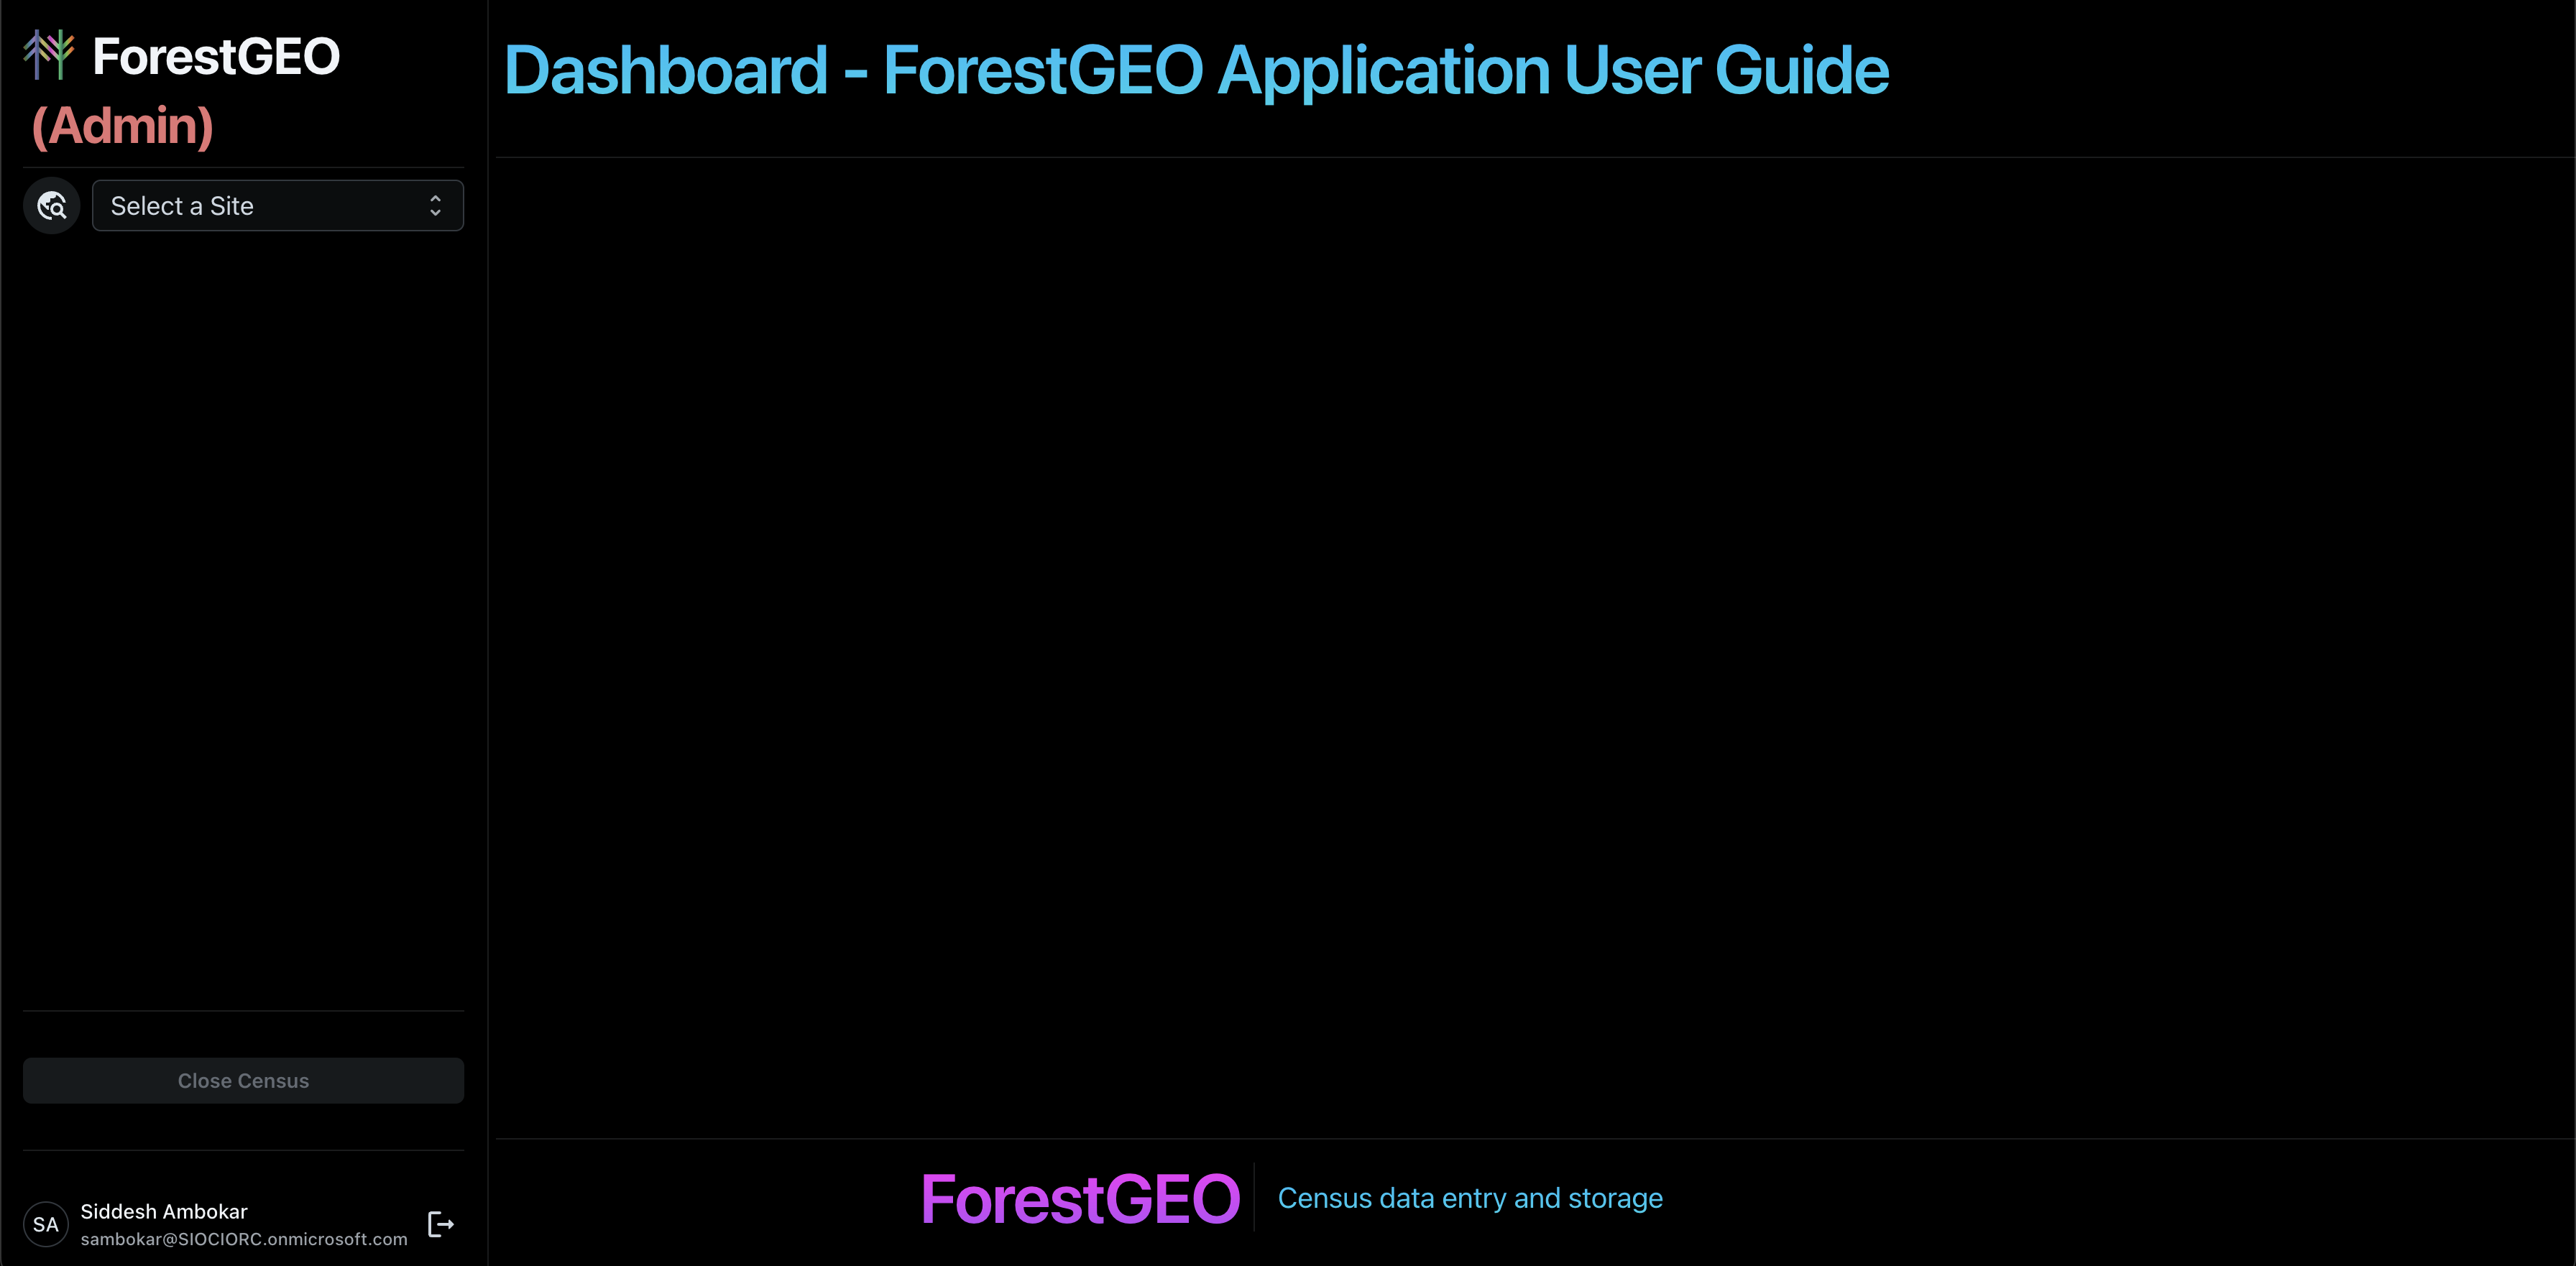 ForestGEO
(Admin)
Select a Site
Close Census
SA
Siddesh Ambokar
sambokar@SIOCIORC.onmicrosoft.com
Dashboard - ForestGEO Application User Guide
ForestGEO
Census data entry and storage